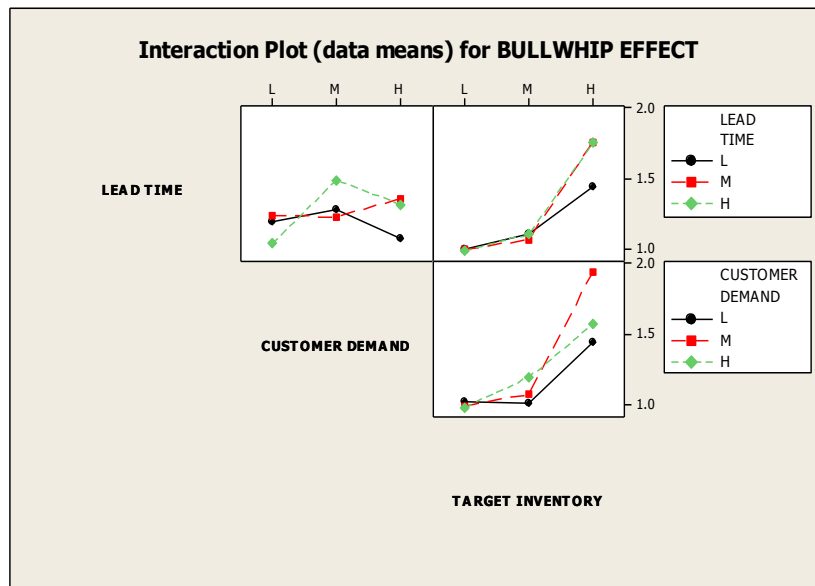 Interaction Plot (data means) for BULLWHIP EFFECT
L M H L M H
2.0
1.5
1.0
LEAD TIME
LEAD
TIME
L
M
H
2.0
1.5
1.0
CUSTOMER DEMAND
CUSTOMER
DEMAND
L
M
H
TARGET INVENTORY